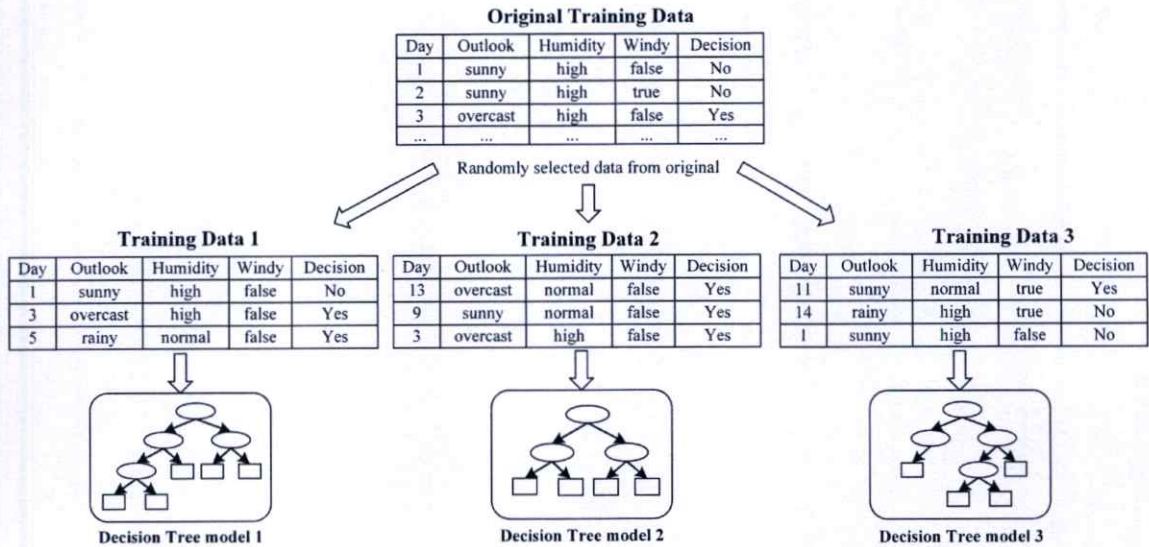 Original Training Data
Day Outlook Humidity Windy Decision
1 sunny high false No
2 sunny high true No
3 overcast high false Yes
... ... ... ... ...
Randomly selected data from original
Training Data 1
Day Outlook Humidity Windy Decision
1 sunny high false No
3 overcast high false Yes
5 rainy normal false Yes
Training Data 2
Day Outlook Humidity Windy Decision
13 overcast normal false Yes
9 sunny normal false Yes
3 overcast high false Yes
Training Data 3
Day Outlook Humidity Windy Decision
11 sunny normal true Yes
14 rainy high true No
1 sunny high false No
Decision Tree model 1
Decision Tree model 2
Decision Tree model 3